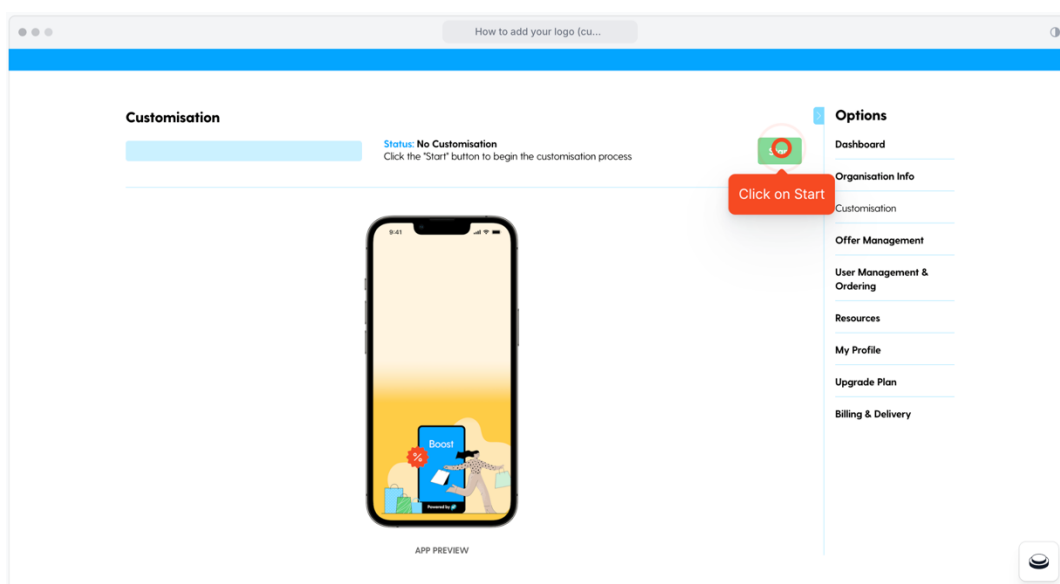 How to add your logo (cu...
Customisation
Status: No Customisation
Click the "Start" button to begin the customisation process
Click on Start
9:41
Boost
%
Powered by
APP PREVIEW
Options
Dashboard
Organisation Info
Customisation
Offer Management
User Management &
Ordering
Resources
My Profile
Upgrade Plan
Billing & Delivery